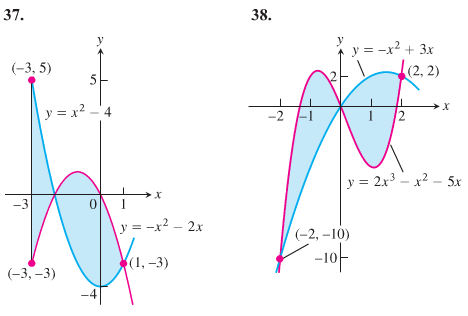 37.
y
(−3, 5)
5
y = x² − 4
−3
0
1
x
y = −x² − 2x
(−3, −3)
(1, −3)
−4
38.
y
y = −x² + 3x
(2, 2)
2
−2
−1
1
2
x
y = 2x³ − x² − 5x
(−2, −10)
−10